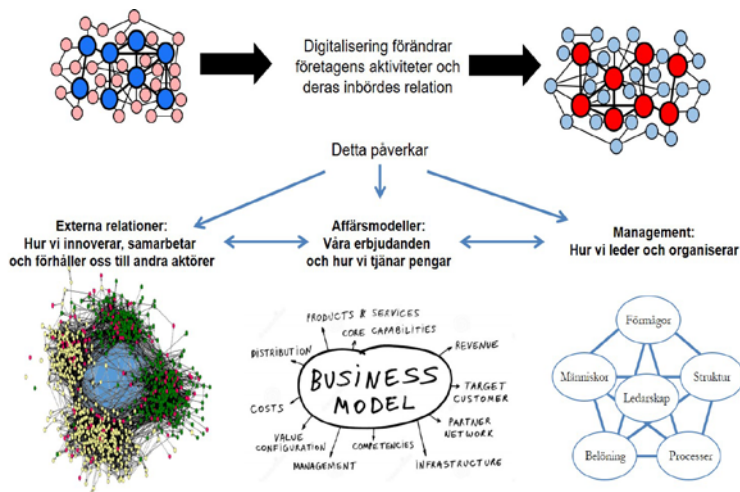 Digitalisering förändrar
företagens aktiviteter och
deras inbördes relation
Detta påverkar
Externa relationer:
Hur vi innoverar, samarbetar
och förhåller oss till andra aktörer
Affärsmodeller:
Våra erbjudanden
och hur vi tjänar pengar
Management:
Hur vi leder och organiserar
PRODUCTS & SERVICES
CORE CAPABILITIES
DISTRIBUTION
REVENUE
BUSINESS
MODEL
TARGET
CUSTOMER
COSTS
PARTNER
NETWORK
VALUE
CONFIGURATION
COMPETENCIES
MANAGEMENT
INFRASTRUCTURE
Förmågor
Människor
Struktur
Ledarskap
Belöning
Processer